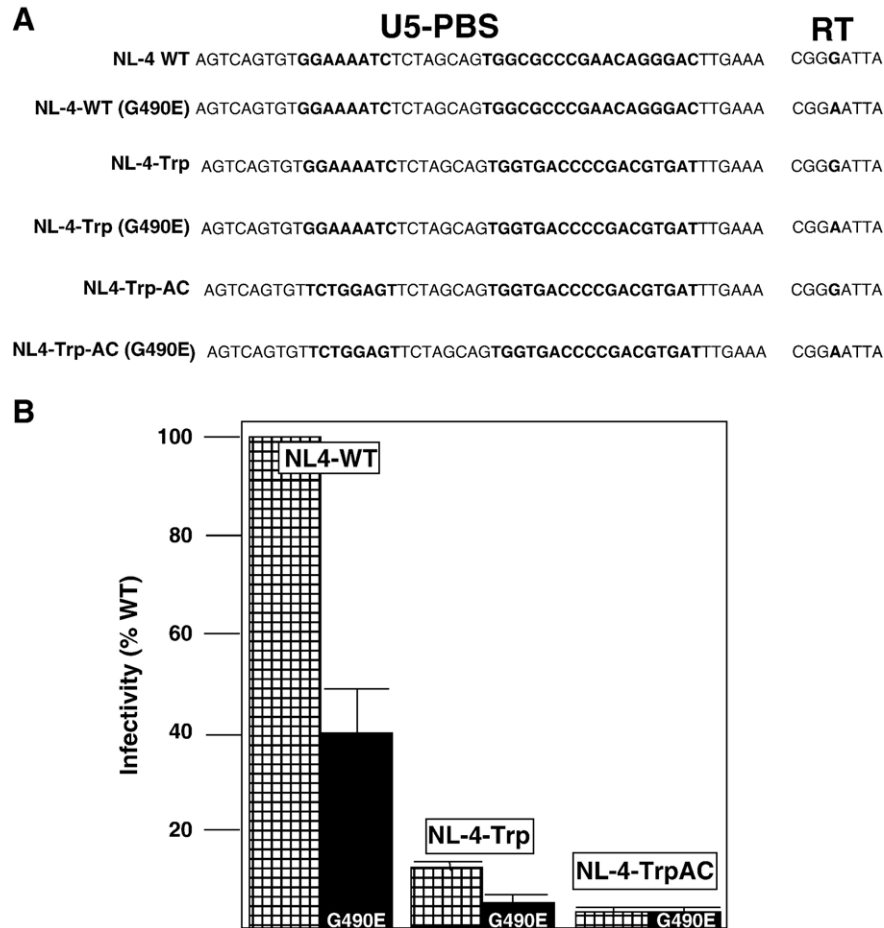 A
U5-PBS RT
NL-4 WT AGTCAGTGTGGAAAATCTCTAGCAGTGGCGCCCGAACAGGGACTTGAAA CGGGATTA
NL-4-WT (G490E) AGTCAGTGTGGAAAATCTCTAGCAGTGGCGCCCGAACAGGGACTTGAAA CGGAATTA
NL-4-Trp AGTCAGTGTGGAAAATCTCTAGCAGTGGTGACCCCGACGTGATTTGAAA CGGGATTA
NL-4-Trp (G490E) AGTCAGTGTGGAAAATCTCTAGCAGTGGTGACCCCGACGTGATTTGAAA CGGAATTA
NL4-Trp-AC AGTCAGTGTTCTGGAGTTCTAGCAGTGGTGACCCCGACGTGATTTGAAA CGGGATTA
NL4-Trp-AC (G490E) AGTCAGTGTTCTGGAGTTCTAGCAGTGGTGACCCCGACGTGATTTGAAA CGGAATTA
B
Infectivity (% WT)
100
80
60
40
20
NL4-WT
NL-4-Trp
NL-4-TrpAC
G490E G490E G490E